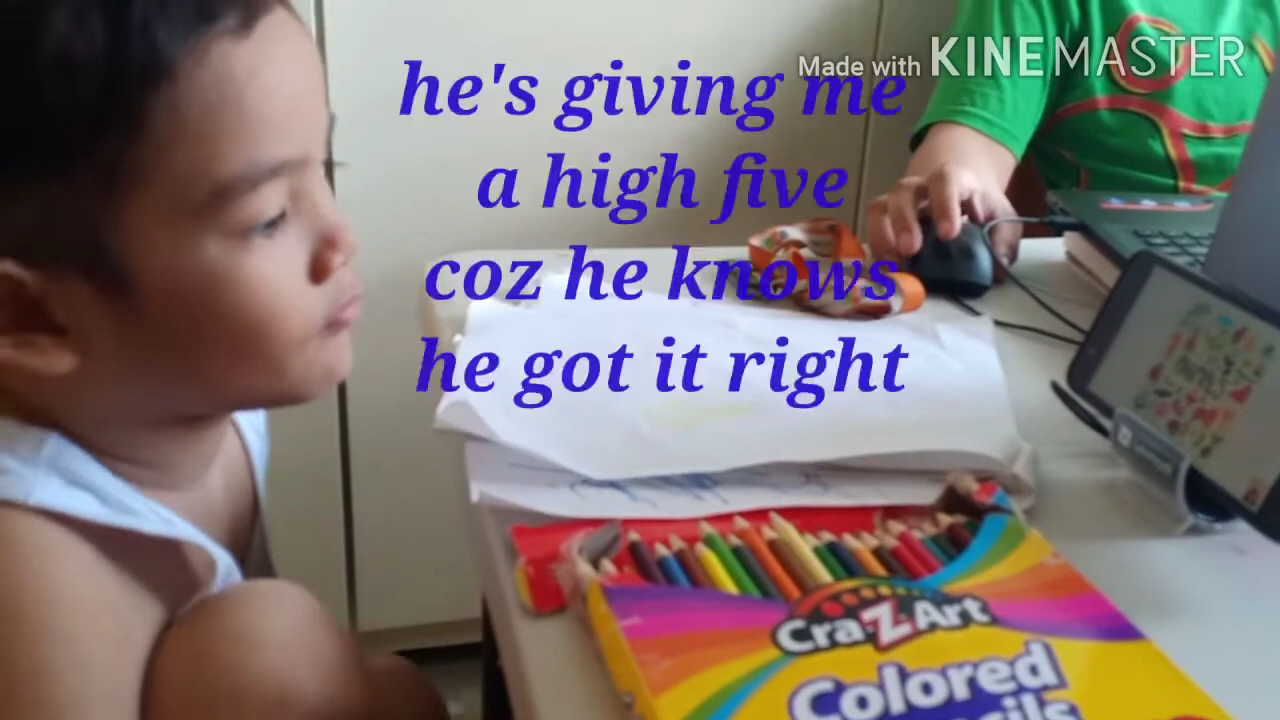 Made with KINEMASTER
he's giving me
a high five
coz he knows
he got it right
Cra-Z-Art
Colored